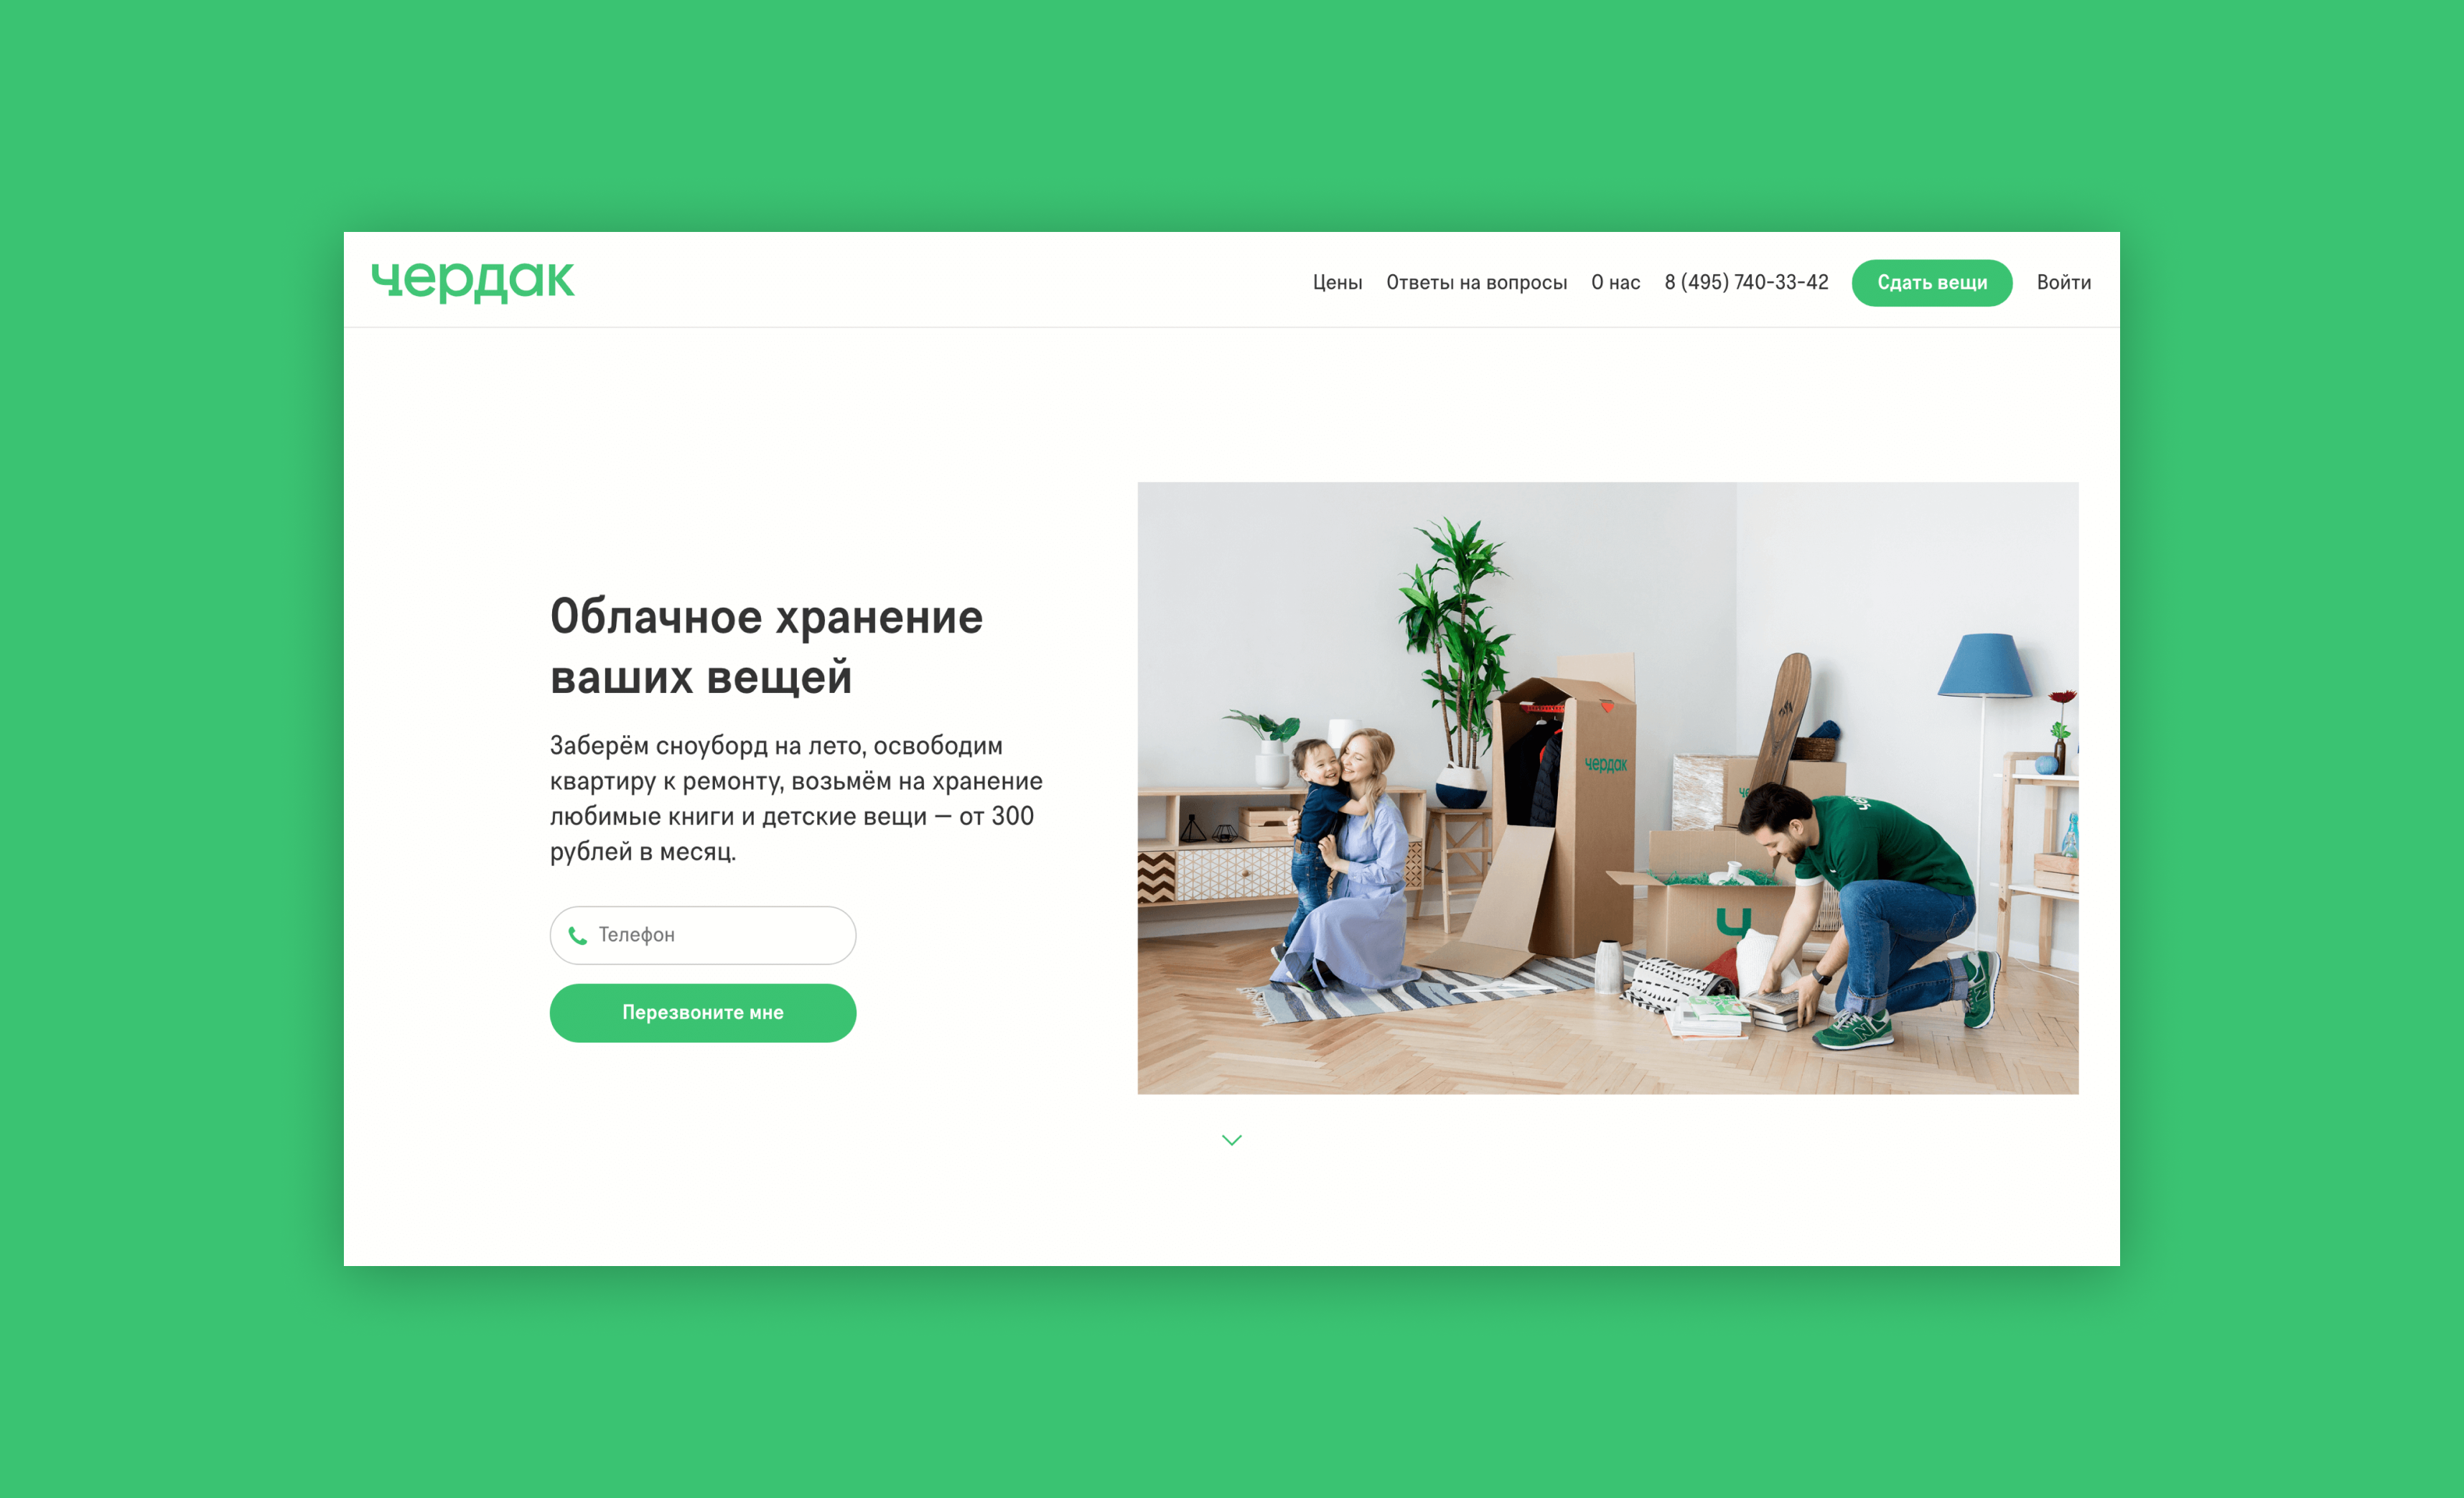 чердак
Цены Ответы на вопросы О нас 8 (495) 740-33-42 Сдать вещи Войти
Облачное хранение
ваших вещей
Заберём сноуборд на лето, освободим
квартиру к ремонту, возьмём на хранение
любимые книги и детские вещи — от 300
рублей в месяц.
Телефон
Перезвоните мне
чердак
Ч